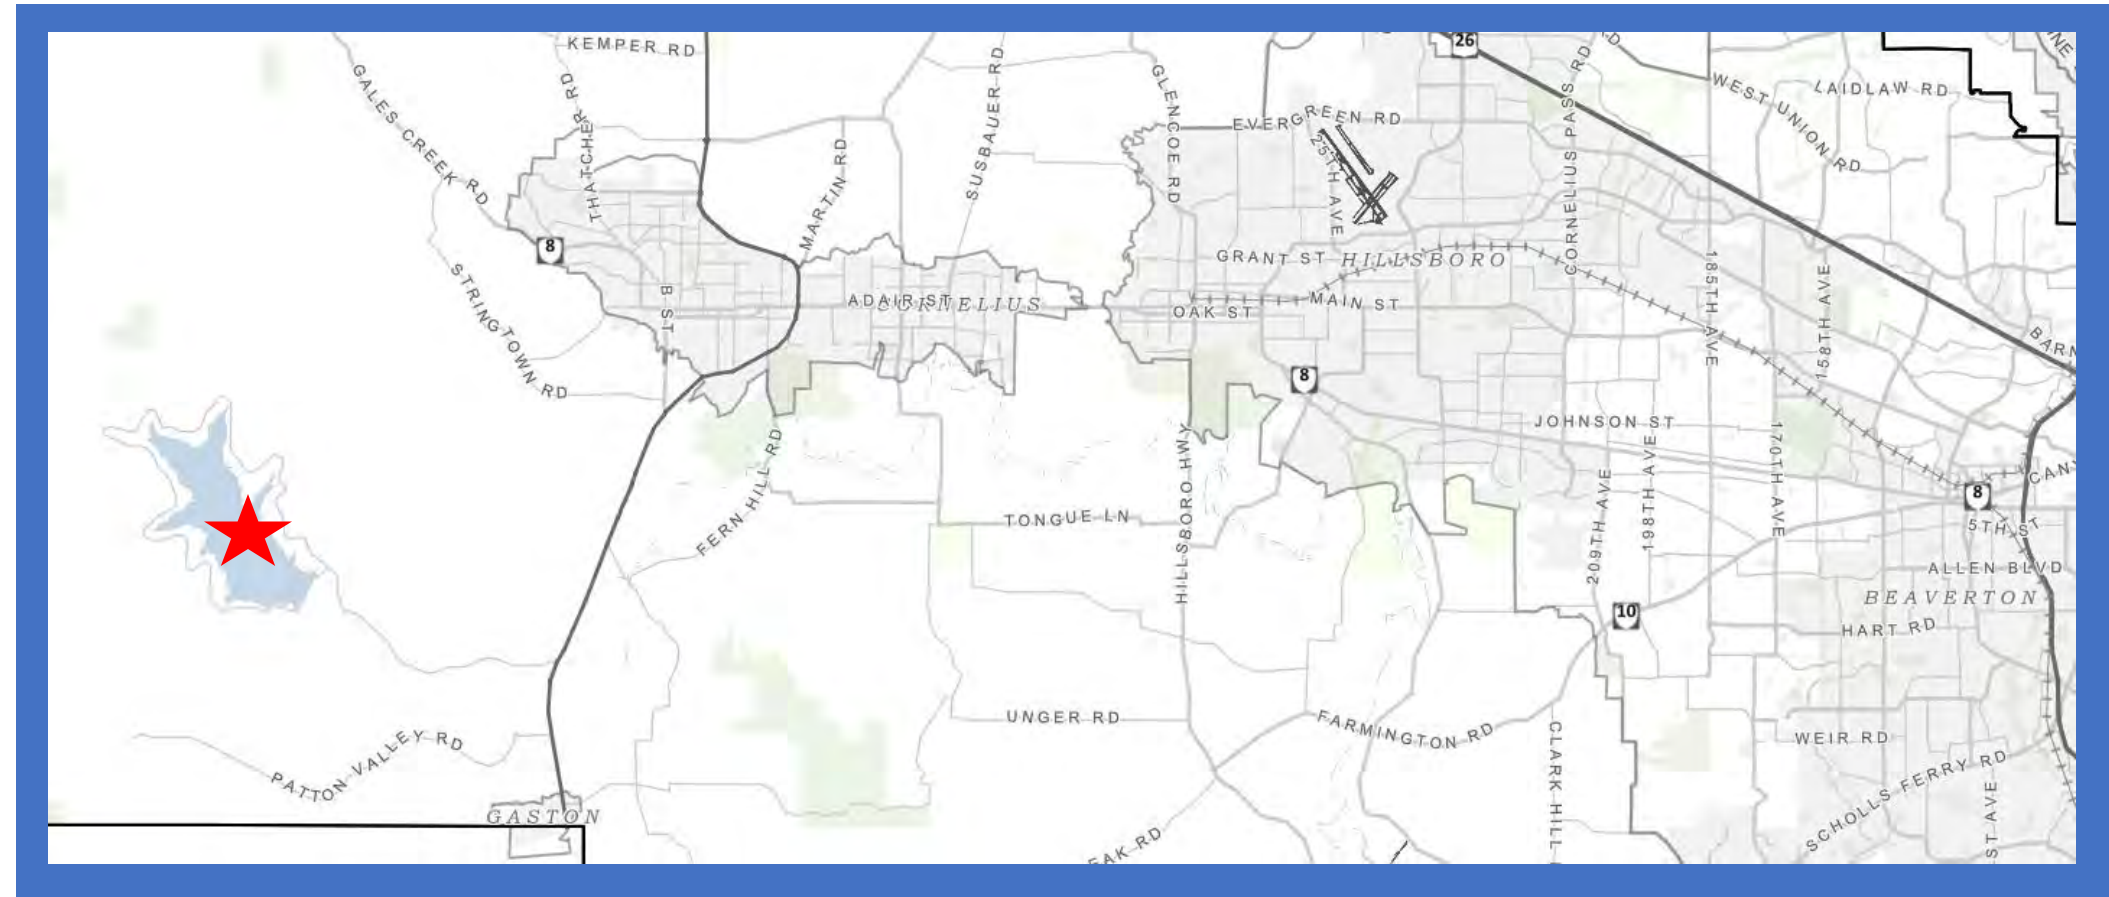 KEMPER RD
26
RD
GALES CREEK RD
THATCHER RD
SUSBAUER RD
GLENCOE RD
EVERGREEN RD
25TH AVE
CORNELIUS PASS RD
WEST UNION RD
LAIDLAW RD
MARTIN RD
8
STRINGTOWN RD
B ST
ADAIR ST
CORNELIUS
GRANT ST
HILLSBORO
MAIN ST
OAK ST
185TH AVE
158TH AVE
BARN
8
JOHNSON ST
FERN HILL RD
HILLSBORO HWY
TONGUE LN
209TH AVE
198TH AVE
170TH AVE
CANY
8
5TH ST
ALLEN BLVD
BEAVERTON
10
HART RD
UNGER RD
FARMINGTON RD
CLARK HILL
WEIR RD
PATTON VALLEY RD
SCHOLLS FERRY RD
GASTON
EAK RD
ST AVE